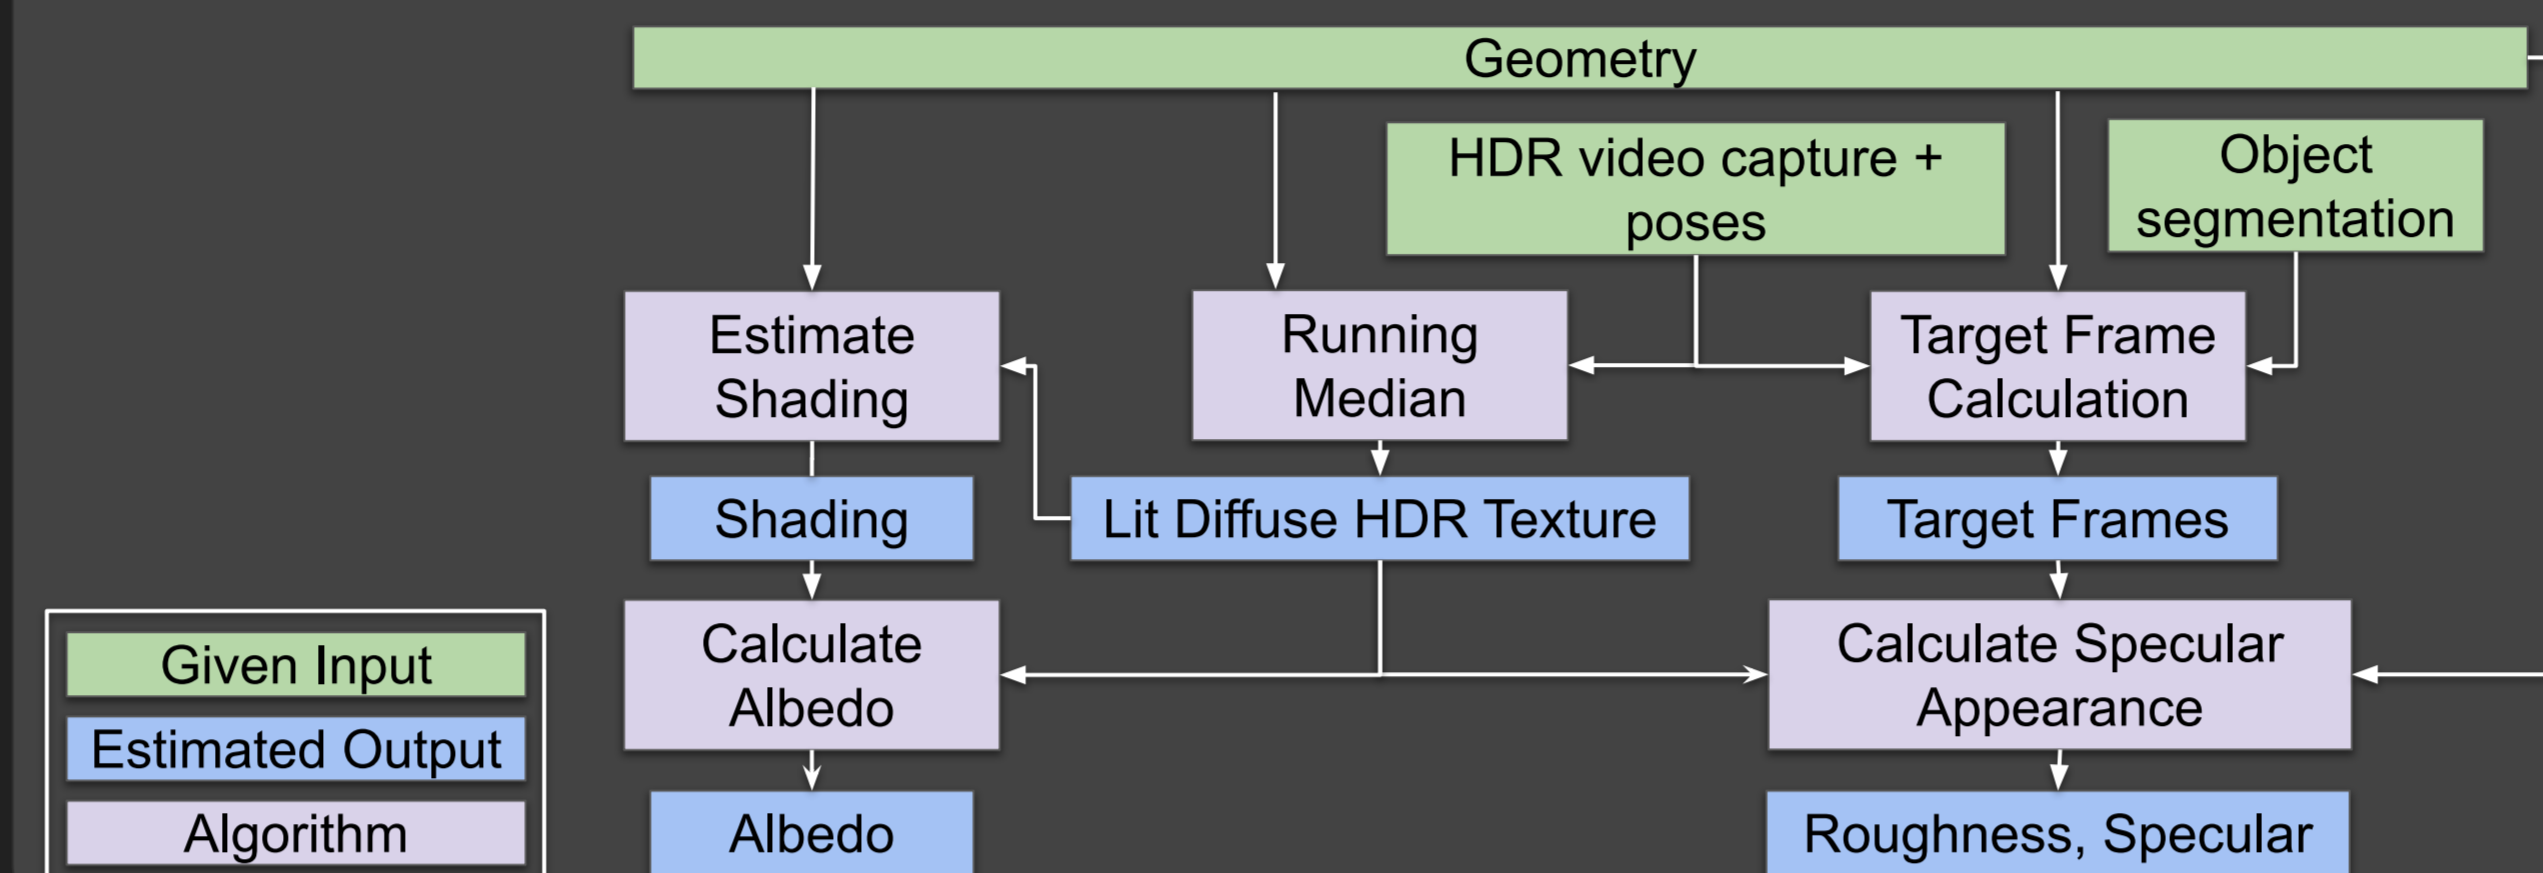 Geometry
HDR video capture +
poses
Object
segmentation
Estimate
Shading
Running
Median
Target Frame
Calculation
Shading
Lit Diffuse HDR Texture
Target Frames
Calculate
Albedo
Calculate Specular
Appearance
Given Input
Estimated Output
Algorithm
Albedo
Roughness, Specular